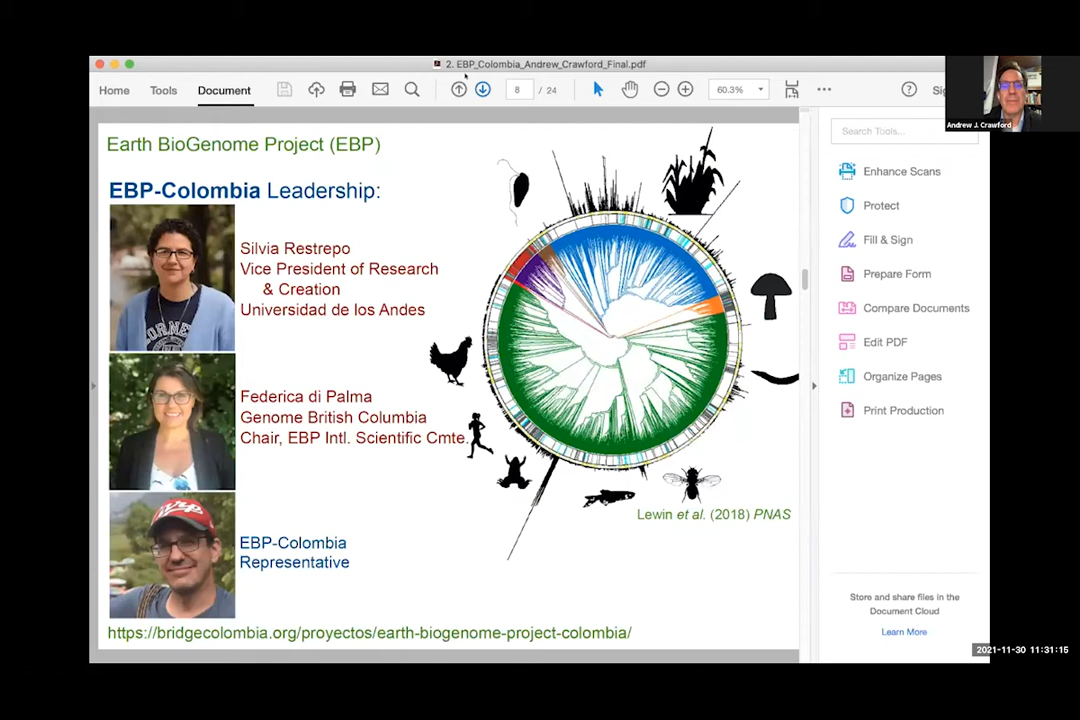 2. EBP_Colombia_Andrew_Crawford_Final.pdf
Home Tools Document 8 / 24 60.3%
Andrew J. Crawford
Search Tools...
Enhance Scans
Protect
Fill & Sign
Prepare Form
Compare Documents
Edit PDF
Organize Pages
Print Production
Store and share files in the
Document Cloud
Learn More
Earth BioGenome Project (EBP)
EBP-Colombia Leadership:
Silvia Restrepo
Vice President of Research
& Creation
Universidad de los Andes
Federica di Palma
Genome British Columbia
Chair, EBP Intl. Scientific Cmte.
EBP-Colombia
Representative
Lewin et al. (2018) PNAS
https://bridgecolombia.org/proyectos/earth-biogenome-project-colombia/
2021-11-30 11:31:15